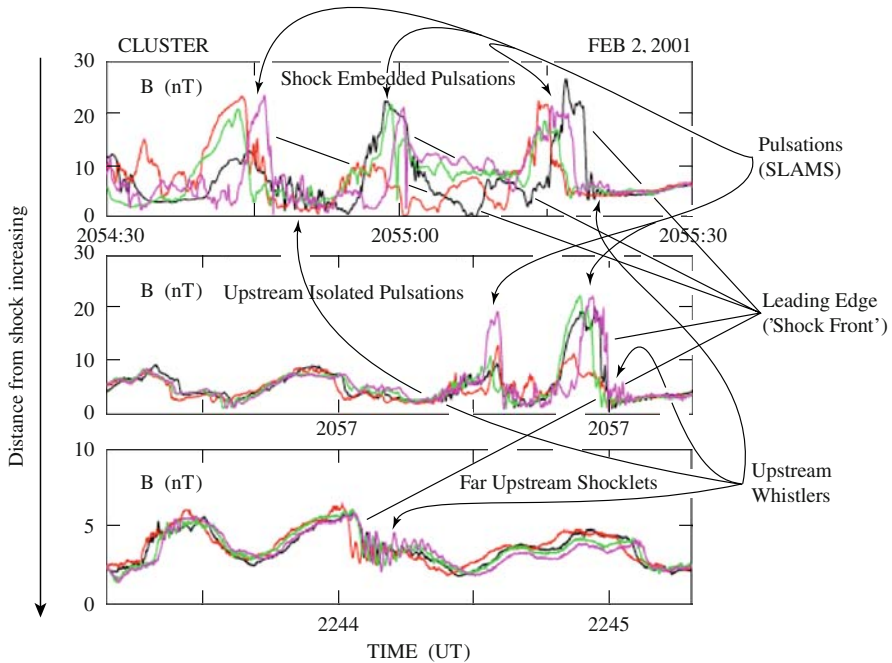 CLUSTER
FEB 2, 2001
30
B (nT)
Shock Embedded Pulsations
20
10
0
2054:30
2055:00
2055:30
Pulsations
(SLAMS)
30
B (nT)
Upstream Isolated Pulsations
20
10
0
2057
2057
Leading Edge
('Shock Front')
Distance from shock increasing
10
B (nT)
Far Upstream Shocklets
5
0
2244
2245
Upstream
Whistlers
TIME (UT)